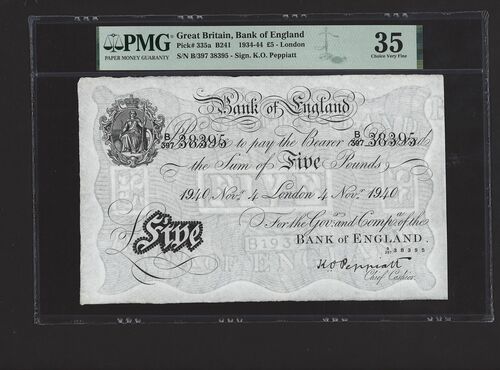 PMG
PAPER MONEY GUARANTY
Great Britain, Bank of England
Pick# 335a B241 1934-44 £5 - London
S/N B/397 38395 - Sign. K.O. Peppiatt
35
Choice Very Fine
Bank of England
B/397 38395 B/397 38395
to pay the Bearer
the Sum of Five Pounds
1940 Nov.r 4 London 4 Nov.r 1940
For the Gov.r and Comp.a of the
Five
BANK of ENGLAND.
B/397 38395
K.O Peppiatt
Chief Cashier.